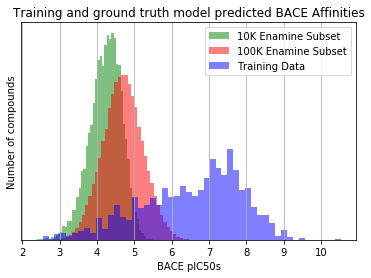 Training and ground truth model predicted BACE Affinities
10K Enamine Subset
100K Enamine Subset
Training Data
Number of compounds
2 3 4 5 6 7 8 9 10
BACE pIC50s